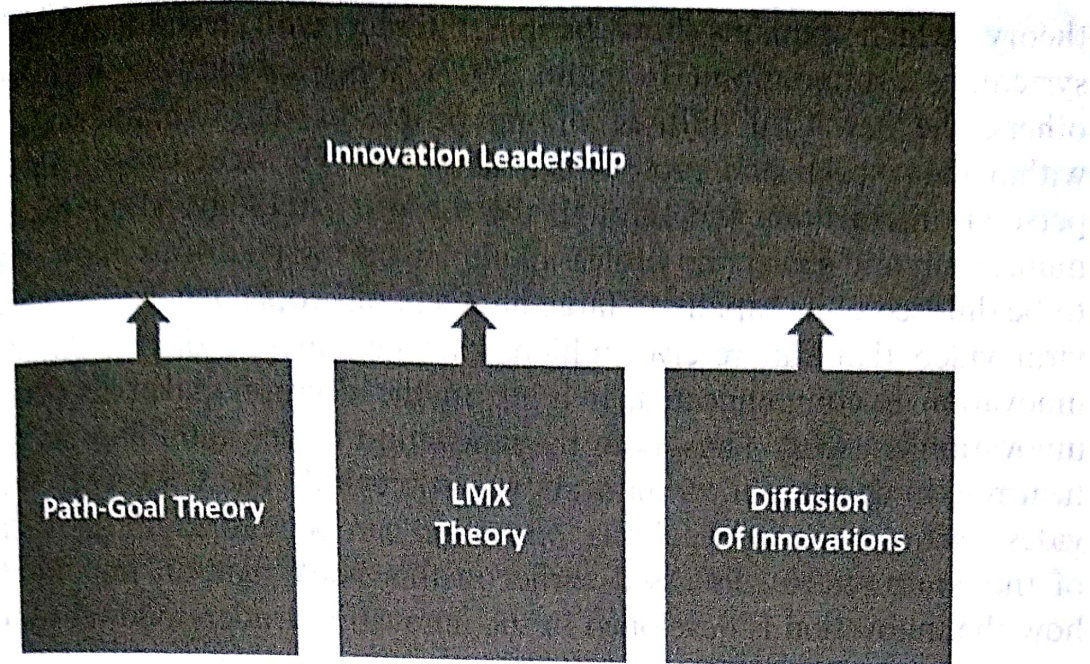 Innovation Leadership
Path-Goal Theory
LMX
Theory
Diffusion
Of Innovations